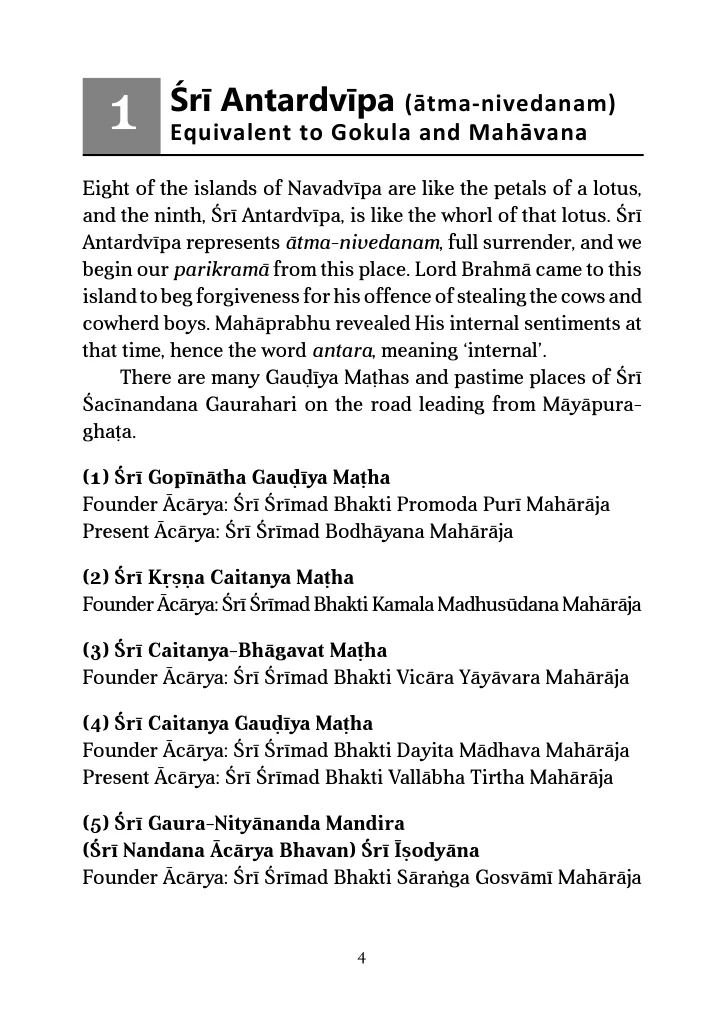 1
Śrī Antardvīpa (ātma-nivedanam)
Equivalent to Gokula and Mahāvana
Eight of the islands of Navadvīpa are like the petals of a lotus,
and the ninth, Śrī Antardvīpa, is like the whorl of that lotus. Śrī
Antardvīpa represents ātma-nivedanam, full surrender, and we
begin our parikramā from this place. Lord Brahmā came to this
island to beg forgiveness for his offence of stealing the cows and
cowherd boys. Mahāprabhu revealed His internal sentiments at
that time, hence the word antara, meaning ‘internal’.
There are many Gauḍīya Maṭhas and pastime places of Śrī
Śacīnandana Gaurahari on the road leading from Māyāpura-
ghaṭa.
(1) Śrī Gopīnātha Gauḍīya Maṭha
Founder Ācārya: Śrī Śrīmad Bhakti Promoda Purī Mahārāja
Present Ācārya: Śrī Śrīmad Bodhāyana Mahārāja
(2) Śrī Kṛṣṇa Caitanya Maṭha
Founder Ācārya: Śrī Śrīmad Bhakti Kamala Madhusūdana Mahārāja
(3) Śrī Caitanya-Bhāgavat Maṭha
Founder Ācārya: Śrī Śrīmad Bhakti Vicāra Yāyāvara Mahārāja
(4) Śrī Caitanya Gauḍīya Maṭha
Founder Ācārya: Śrī Śrīmad Bhakti Dayita Mādhava Mahārāja
Present Ācārya: Śrī Śrīmad Bhakti Vallābha Tirtha Mahārāja
(5) Śrī Gaura-Nityānanda Mandira
(Śrī Nandana Ācārya Bhavan) Śrī Īṣodyāna
Founder Ācārya: Śrī Śrīmad Bhakti Sāraṅga Gosvāmī Mahārāja
4